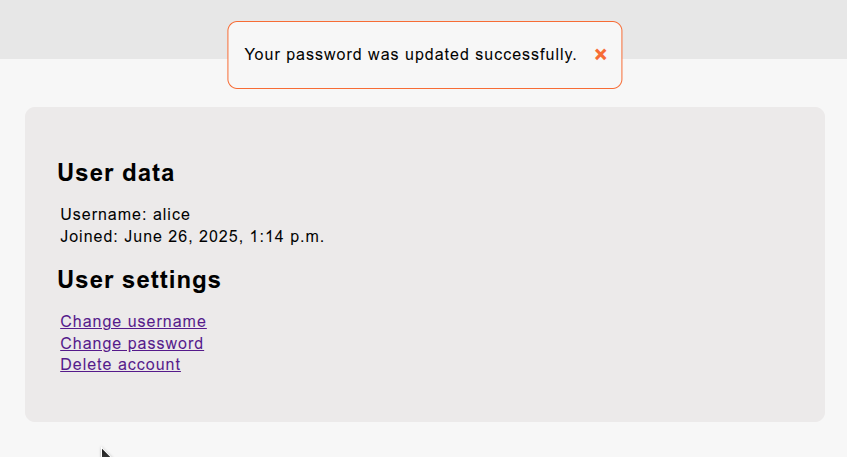 Your password was updated successfully.
User data
Username: alice
Joined: June 26, 2025, 1:14 p.m.
User settings
Change username
Change password
Delete account